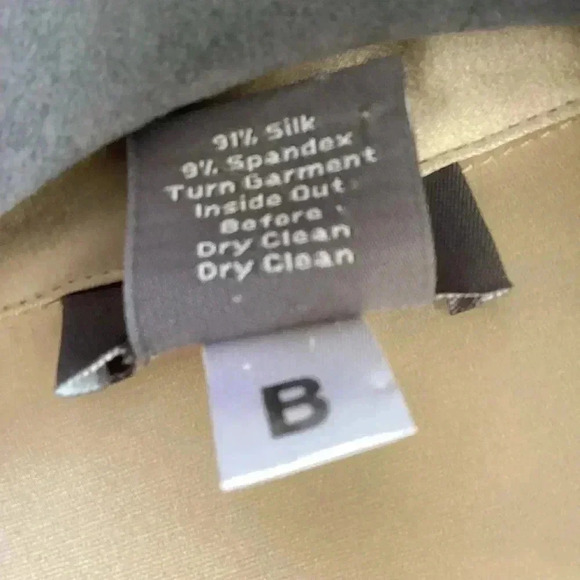 91% Silk
9% Spandex
Turn Garment
Inside Out
Before
Dry Clean
Dry Clean
B